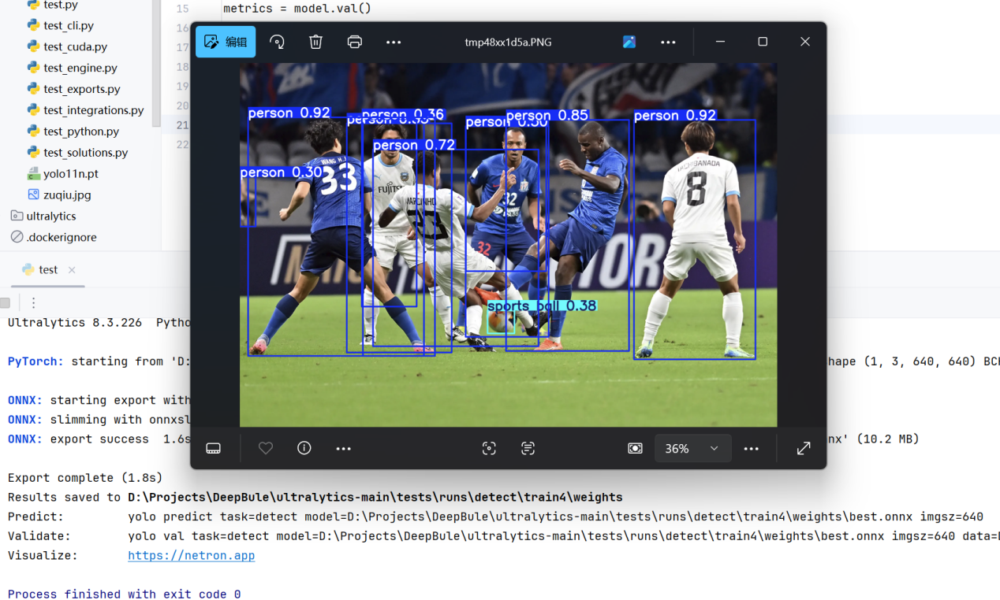 test.py
test_cli.py
test_cuda.py
test_engine.py
test_exports.py
test_integrations.py
test_python.py
test_solutions.py
yolo11n.pt
zuqiu.jpg
ultralytics
.dockerignore
15 metrics = model.val()
16
17
18
19
20
21
22
编辑
tmp48xx1d5a.PNG
person 0.92
person 0.36
person
person 0.85
person
person 0.92
person 0.72
person 0.30
sports ball 0.38
WANG
33
FUJITS
MARCINHO
32
32
TACHIBANADA
8
36%
test
Ultralytics 8.3.226 Pytho
PyTorch: starting from 'D: hape (1, 3, 640, 640) BCH
ONNX: starting export with
ONNX: slimming with onnxsl
ONNX: export success 1.6s nx' (10.2 MB)
Export complete (1.8s)
Results saved to D:\Projects\DeepBule\ultralytics-main\tests\runs\detect\train4\weights
Predict: yolo predict task=detect model=D:\Projects\DeepBule\ultralytics-main\tests\runs\detect\train4\weights\best.onnx imgsz=640
Validate: yolo val task=detect model=D:\Projects\DeepBule\ultralytics-main\tests\runs\detect\train4\weights\best.onnx imgsz=640 data=
Visualize: https://netron.app
Process finished with exit code 0